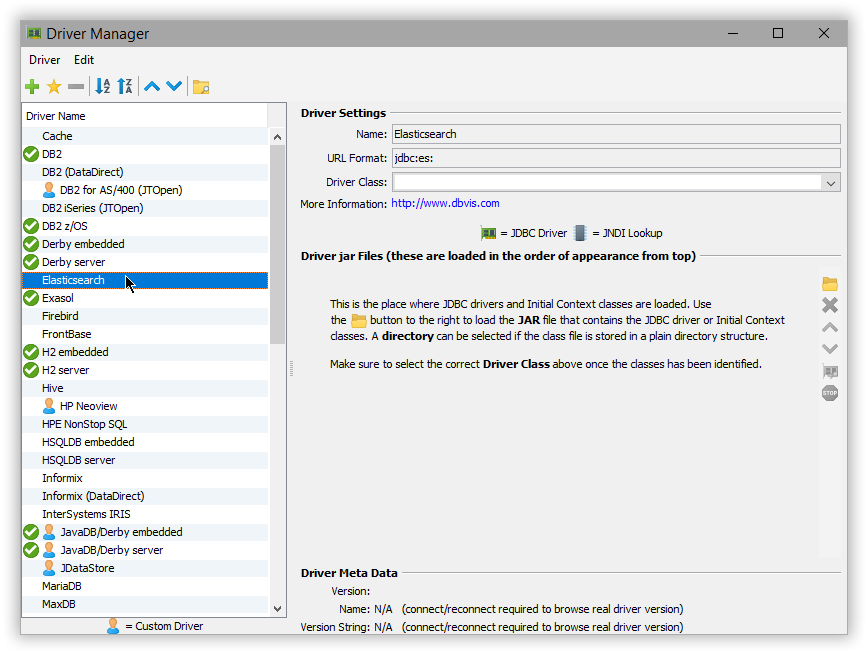 Driver Manager
Driver Edit
Driver Name
Cache
DB2
DB2 (DataDirect)
DB2 for AS/400 (JTOpen)
DB2 iSeries (JTOpen)
DB2 z/OS
Derby embedded
Derby server
Elasticsearch
Exasol
Firebird
FrontBase
H2 embedded
H2 server
Hive
HP Neoview
HPE NonStop SQL
HSQLDB embedded
HSQLDB server
Informix
Informix (DataDirect)
InterSystems IRIS
JavaDB/Derby embedded
JavaDB/Derby server
JDataStore
MariaDB
MaxDB
= Custom Driver
Driver Settings
Name: Elasticsearch
URL Format: jdbc:es:
Driver Class:
More Information: http://www.dbvis.com
= JDBC Driver = JNDI Lookup
Driver jar Files (these are loaded in the order of appearance from top)
This is the place where JDBC drivers and Initial Context classes are loaded. Use
the button to the right to load the JAR file that contains the JDBC driver or Initial Context
classes. A directory can be selected if the class file is stored in a plain directory structure.
Make sure to select the correct Driver Class above once the classes has been identified.
STOP
Driver Meta Data
Version:
Name: N/A (connect/reconnect required to browse real driver version)
Version String: N/A (connect/reconnect required to browse real driver version)